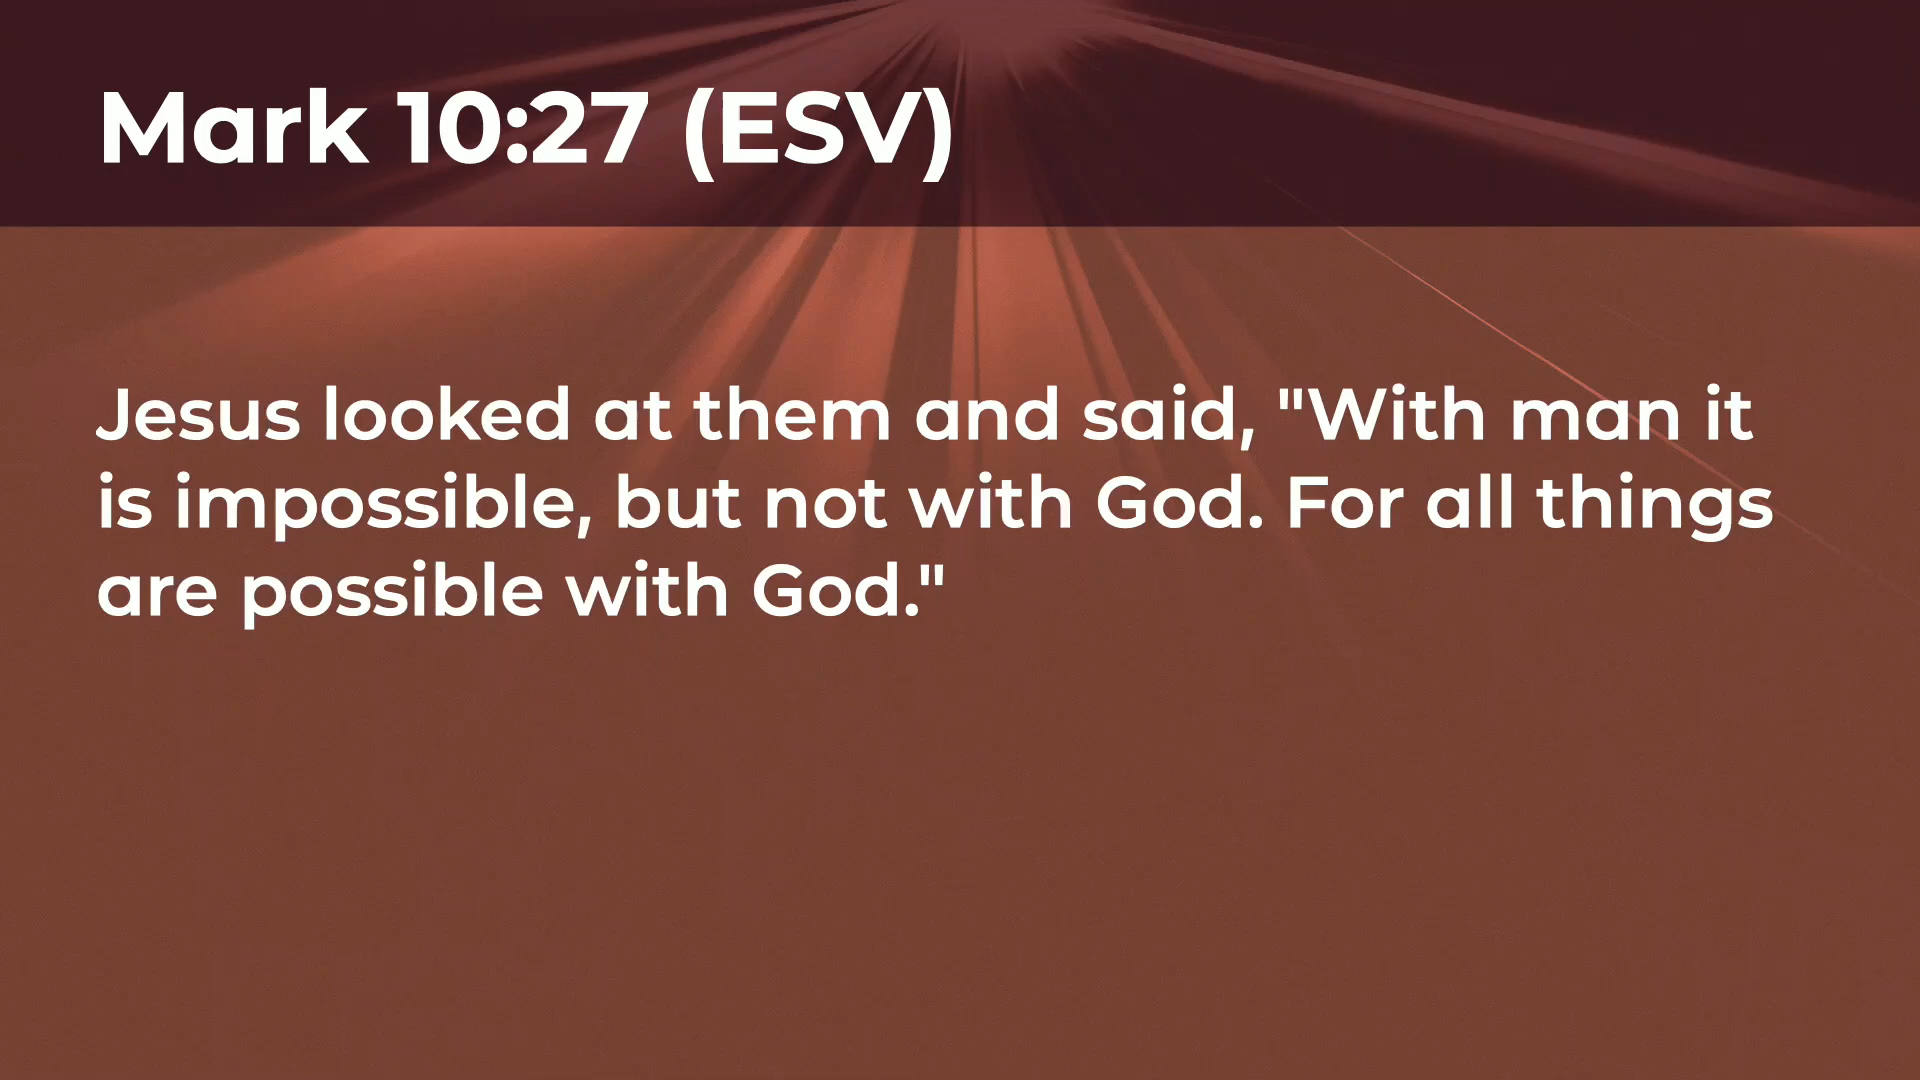 Mark 10:27 (ESV)
Jesus looked at them and said, "With man it
is impossible, but not with God. For all things
are possible with God."